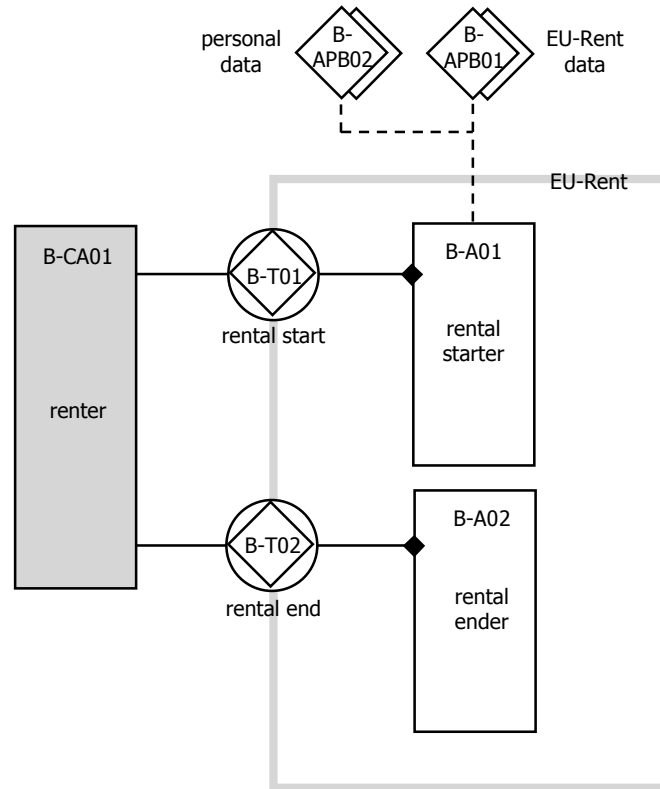 personal
data
B-
APB02
B-
APB01
EU-Rent
data
EU-Rent
B-CA01
renter
B-T01
rental start
B-A01
rental
starter
B-T02
rental end
B-A02
rental
ender